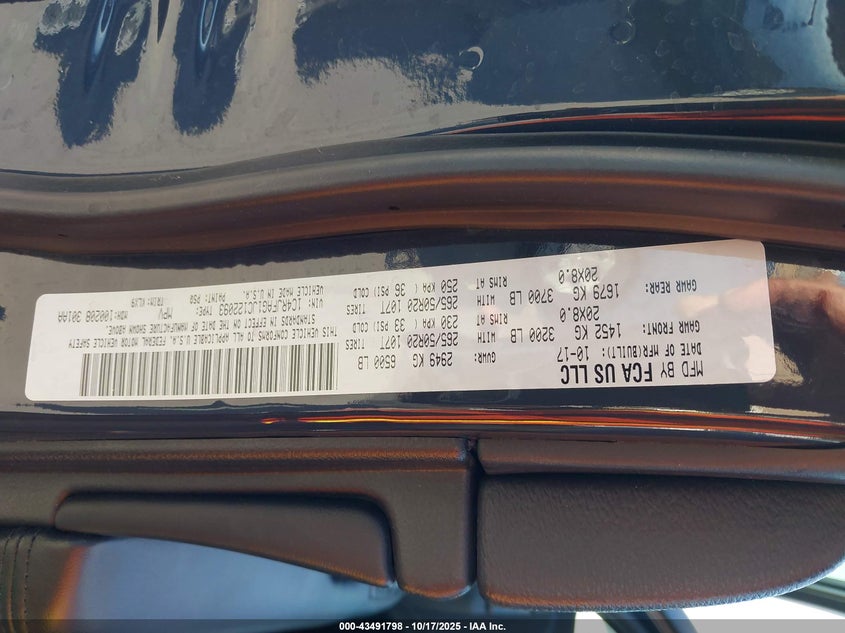 MFD BY FCA US LLC
DATE OF MFR(BUILT): 10-17 GVWR: 2949 KG 6500 LB
GAWR FRONT: 1452 KG 3200 LB WITH 265/50R20 107T TIRES
20X8.0 RIMS AT 230 KPA ( 33 PSI) COLD
GAWR REAR: 1679 KG 3700 LB WITH 265/50R20 107T TIRES
20X8.0 RIMS AT 250 KPA ( 36 PSI) COLD
THIS VEHICLE CONFORMS TO ALL APPLICABLE U.S.A. FEDERAL MOTOR VEHICLE SAFETY
STANDARDS IN EFFECT ON THE DATE OF MANUFACTURE SHOWN ABOVE.
VIN: 1C4RJFHG1JC122093 TYPE: MPV MDH: 100208 301AA
VEHICLE MADE IN U.S.A. PAINT: TRIM: KLX9
000-43491798 - 10/17/2025 - IAA Inc.